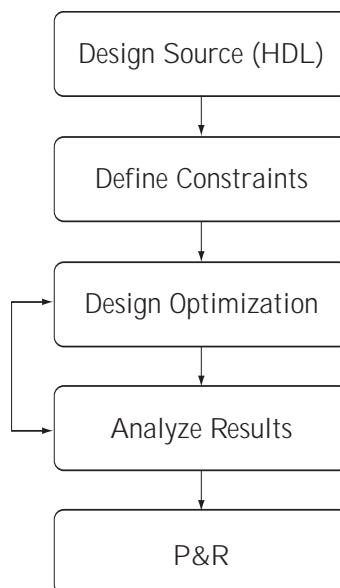 Design Source (HDL)
Define Constraints
Design Optimization
Analyze Results
P&R